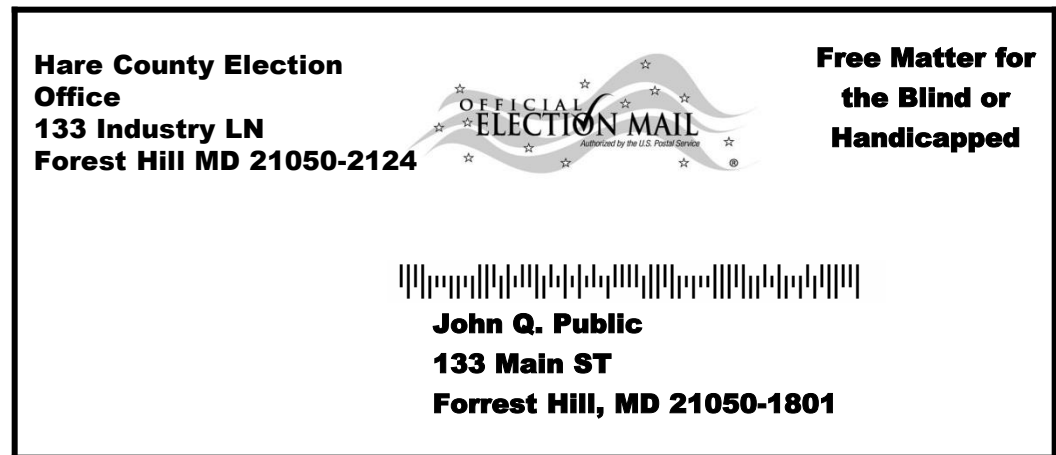 Hare County Election
Office
133 Industry LN
Forest Hill MD 21050-2124
OFFICIAL
ELECTION MAIL
Authorized by the U.S. Postal Service
®
Free Matter for
the Blind or
Handicapped
John Q. Public
133 Main ST
Forrest Hill, MD 21050-1801